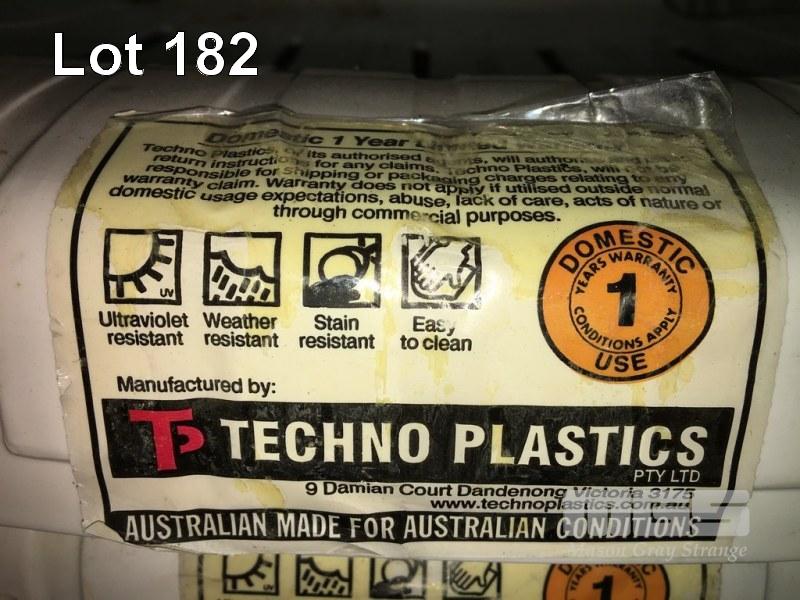 Lot 182
Domestic 1 Year Limited
Techno Plastics, or its authorised agents, will
return instructions for any claims. Techno Plastics, will not be
responsible for shipping or packaging charges relating to any
warranty claim. Warranty does not apply if utilised outside normal
domestic usage expectations, abuse, lack of care, acts of nature or
through commercial purposes.
UV
Ultraviolet resistant
Weather resistant
Stain resistant
Easy to clean
DOMESTIC
YEARS WARRANTY
1
CONDITIONS APPLY
USE
Manufactured by:
TP TECHNO PLASTICS
PTY LTD
9 Damian Court Dandenong Victoria 3175
www.technoplastics.com.au
AUSTRALIAN MADE FOR AUSTRALIAN CONDITIONS
Mason Gray Strange
UV
1